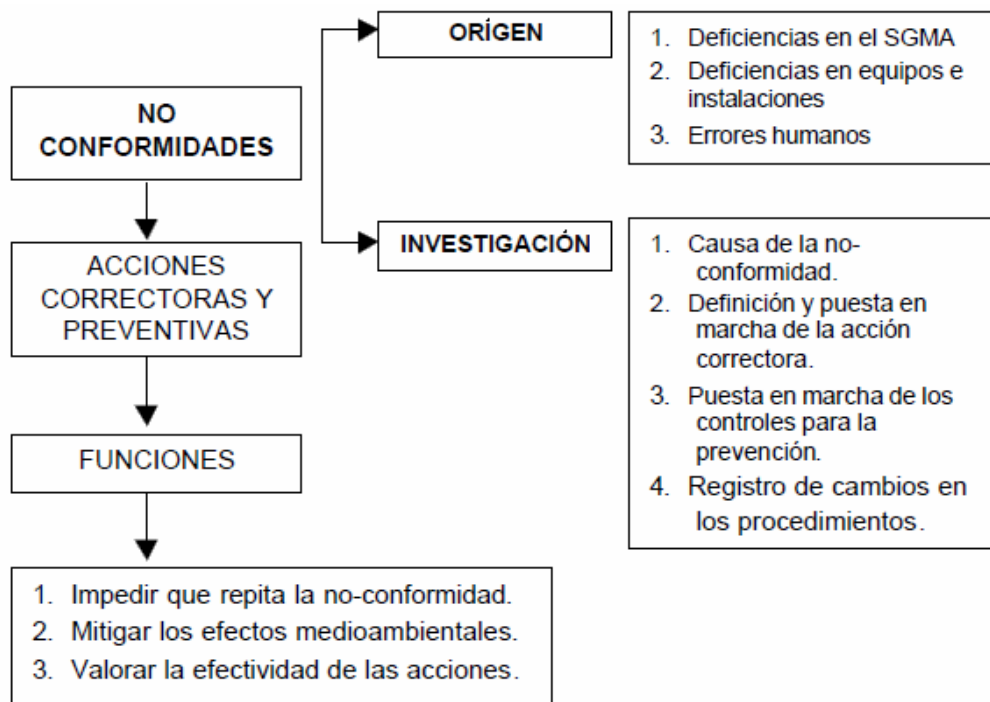 NO
CONFORMIDADES
ACCIONES
CORRECTORAS Y
PREVENTIVAS
FUNCIONES
1. Impedir que repita la no-conformidad.
2. Mitigar los efectos medioambientales.
3. Valorar la efectividad de las acciones.
ORÍGEN
1. Deficiencias en el SGMA
2. Deficiencias en equipos e
instalaciones
3. Errores humanos
INVESTIGACIÓN
1. Causa de la no-
conformidad.
2. Definición y puesta en
marcha de la acción
correctora.
3. Puesta en marcha de los
controles para la
prevención.
4. Registro de cambios en
los procedimientos.